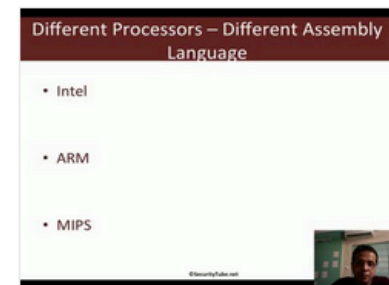 Different Processors – Different Assembly
Language
• Intel
• ARM
• MIPS
©SecurityTube.net